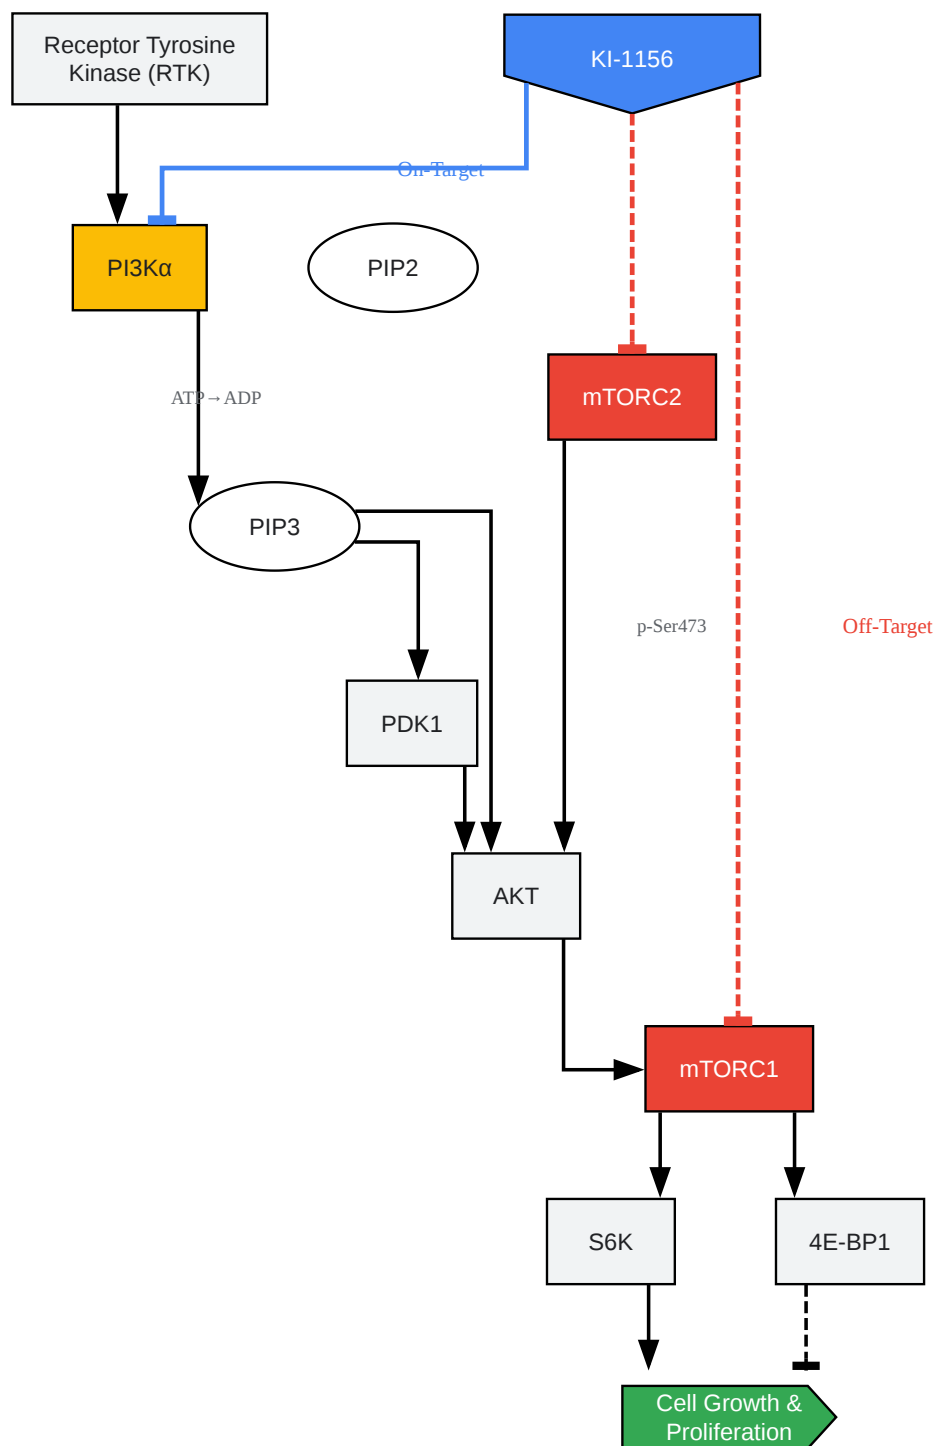 Receptor Tyrosine
Kinase (RTK)
KI-1156
On-Target
PI3Kα
PIP2
ATP→ADP
mTORC2
PIP3
p-Ser473
Off-Target
PDK1
AKT
mTORC1
S6K
4E-BP1
Cell Growth &
Proliferation